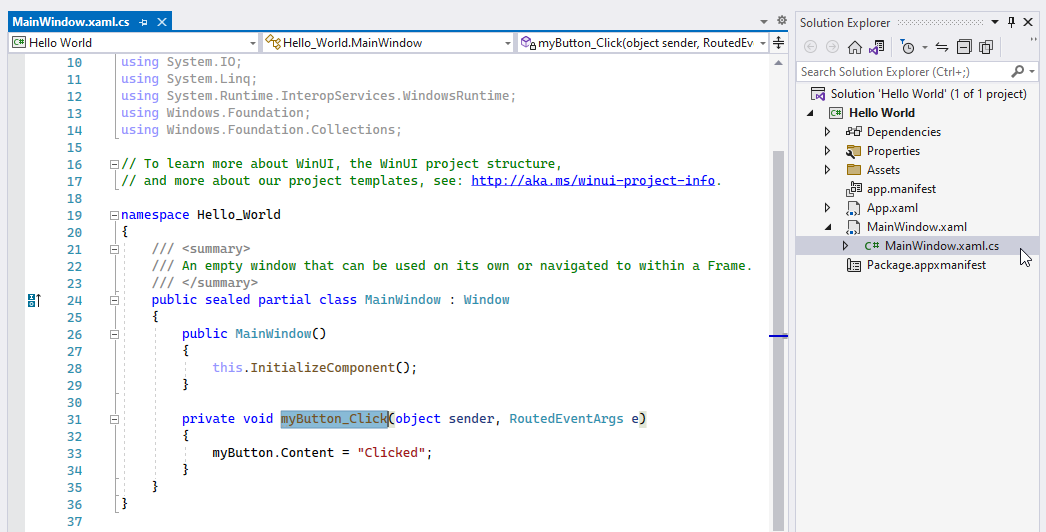 MainWindow.xaml.cs
Hello World
Hello_World.MainWindow
myButton_Click(object sender, RoutedEv
10 using System.IO;
11 using System.Linq;
12 using System.Runtime.InteropServices.WindowsRuntime;
13 using Windows.Foundation;
14 using Windows.Foundation.Collections;
15
16 // To learn more about WinUI, the WinUI project structure,
17 // and more about our project templates, see: http://aka.ms/winui-project-info.
18
19 namespace Hello_World
20 {
21 /// <summary>
22 /// An empty window that can be used on its own or navigated to within a Frame.
23 /// </summary>
24 public sealed partial class MainWindow : Window
25 {
26 public MainWindow()
27 {
28 this.InitializeComponent();
29 }
30
31 private void myButton_Click(object sender, RoutedEventArgs e)
32 {
33 myButton.Content = "Clicked";
34 }
35 }
36 }
37
Solution Explorer
Search Solution Explorer (Ctrl+;)
Solution 'Hello World' (1 of 1 project)
C# Hello World
Dependencies
Properties
Assets
app.manifest
App.xaml
MainWindow.xaml
C# MainWindow.xaml.cs
Package.appxmanifest